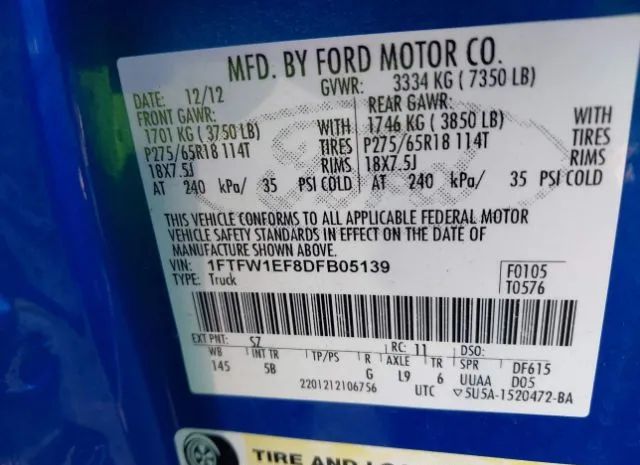 MFD. BY FORD MOTOR CO.
DATE: 12/12 GVWR: 3334 KG ( 7350 LB)
FRONT GAWR: REAR GAWR:
1701 KG ( 3750 LB) WITH 1746 KG ( 3850 LB) WITH
P275/65R18 114T TIRES P275/65R18 114T TIRES
18X7.5J RIMS 18X7.5J RIMS
AT 240 kPa/ 35 PSI COLD AT 240 kPa/ 35 PSI COLD
THIS VEHICLE CONFORMS TO ALL APPLICABLE FEDERAL MOTOR
VEHICLE SAFETY STANDARDS IN EFFECT ON THE DATE OF
MANUFACTURE SHOWN ABOVE.
VIN: 1FTFW1EF8DFB05139 F0105
TYPE: Truck T0576
EXT PNT: SZ RC: 11 DSO:
WB INT TR TP/PS R AXLE TR SPR DF615
145 5B G L9 6 UUAA D05
2201212106756 UTC ▽5U5A-1520472-BA
TIRE AND